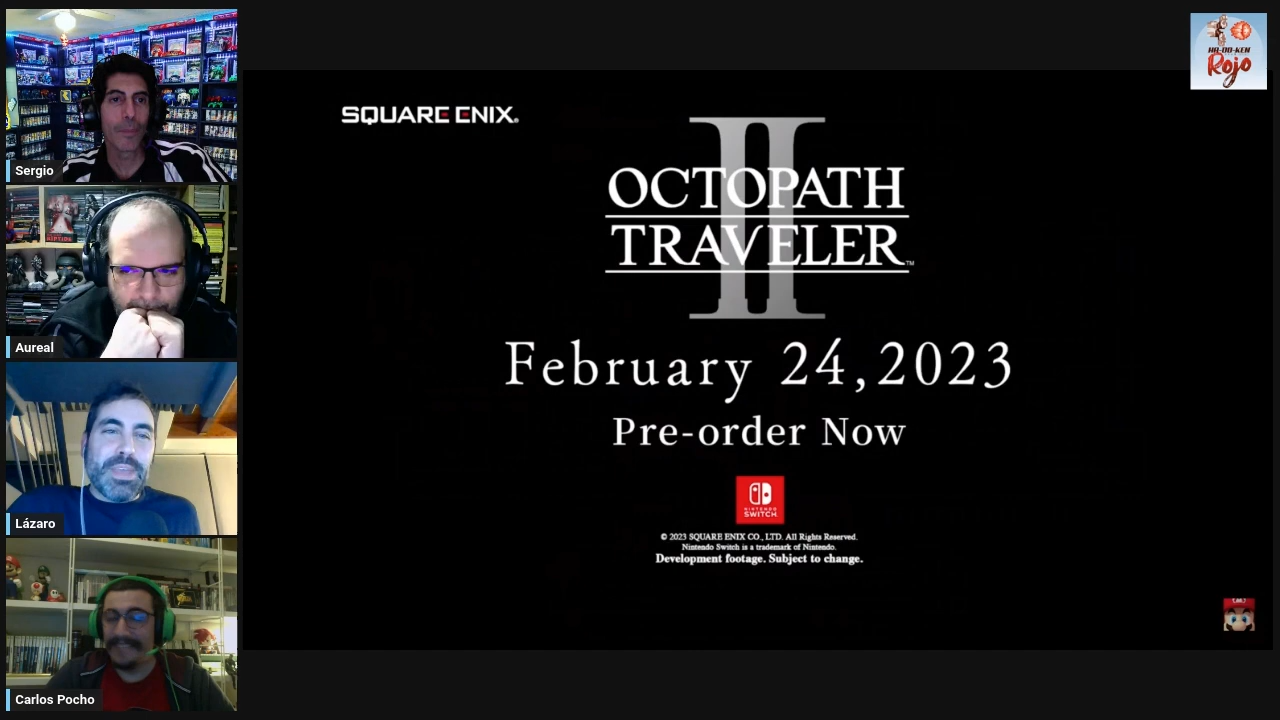 Sergio
RIPTIDE
Aureal
Lázaro
Carlos Pocho
SQUARE ENIX®
II
OCTOPATH
TRAVELER™
February 24,2023
Pre-order Now
NINTENDO
SWITCH
© 2023 SQUARE ENIX CO., LTD. All Rights Reserved.
Nintendo Switch is a trademark of Nintendo.
Development footage. Subject to change.
HA-DO-KEN
Rojo